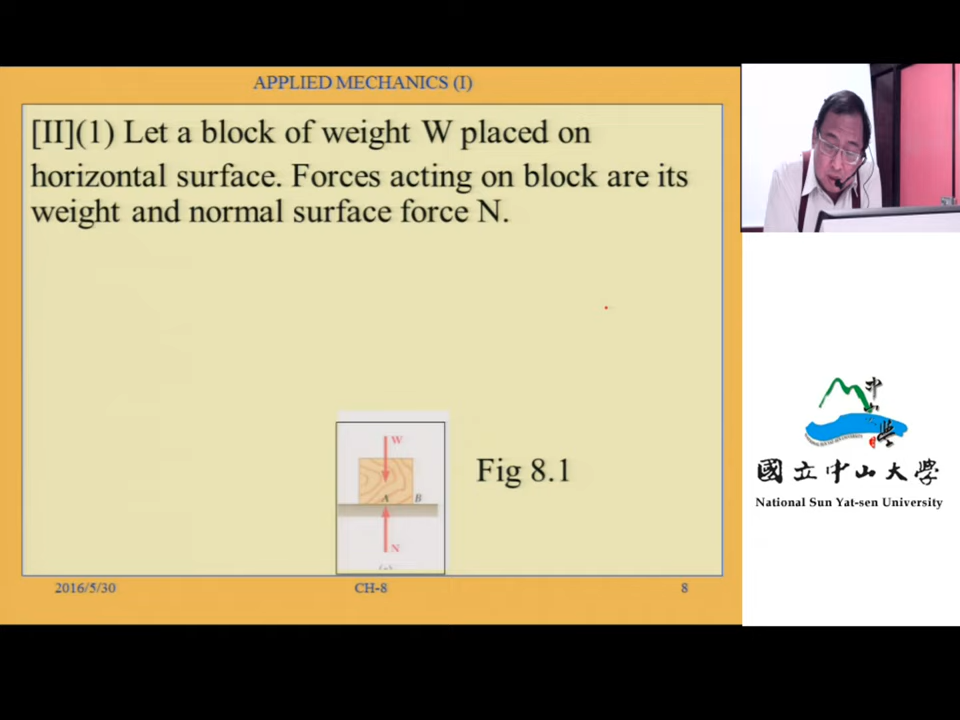 APPLIED MECHANICS (I)
[II](1) Let a block of weight W placed on
horizontal surface. Forces acting on block are its
weight and normal surface force N.
W
A B
N
Fig 8.1
2016/5/30
CH-8
8
國立中山大學
National Sun Yat-sen University